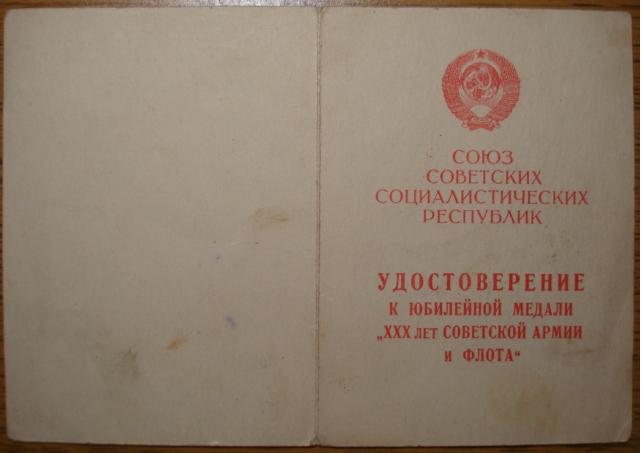 СОЮЗ
СОВЕТСКИХ
СОЦИАЛИСТИЧЕСКИХ
РЕСПУБЛИК
УДОСТОВЕРЕНИЕ
К ЮБИЛЕЙНОЙ МЕДАЛИ
„XXX ЛЕТ СОВЕТСКОЙ АРМИИ
И ФЛОТА“